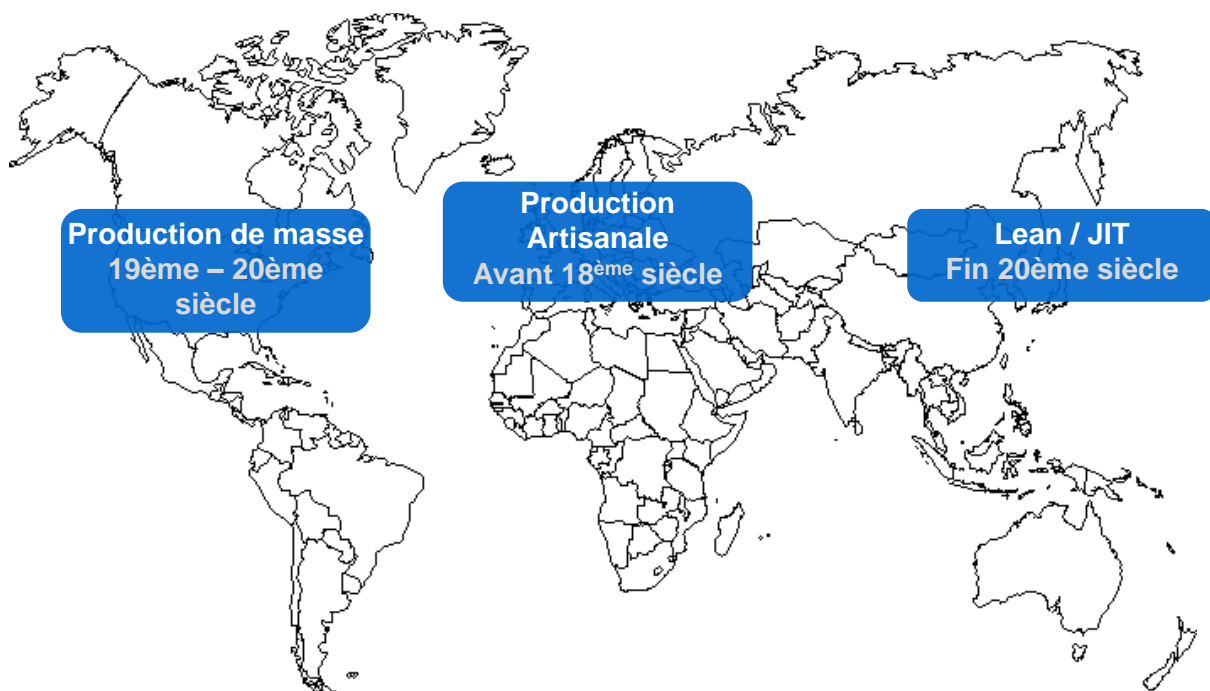 Production de masse
19ème – 20ème
siècle
Production
Artisanale
Avant 18ème siècle
Lean / JIT
Fin 20ème siècle